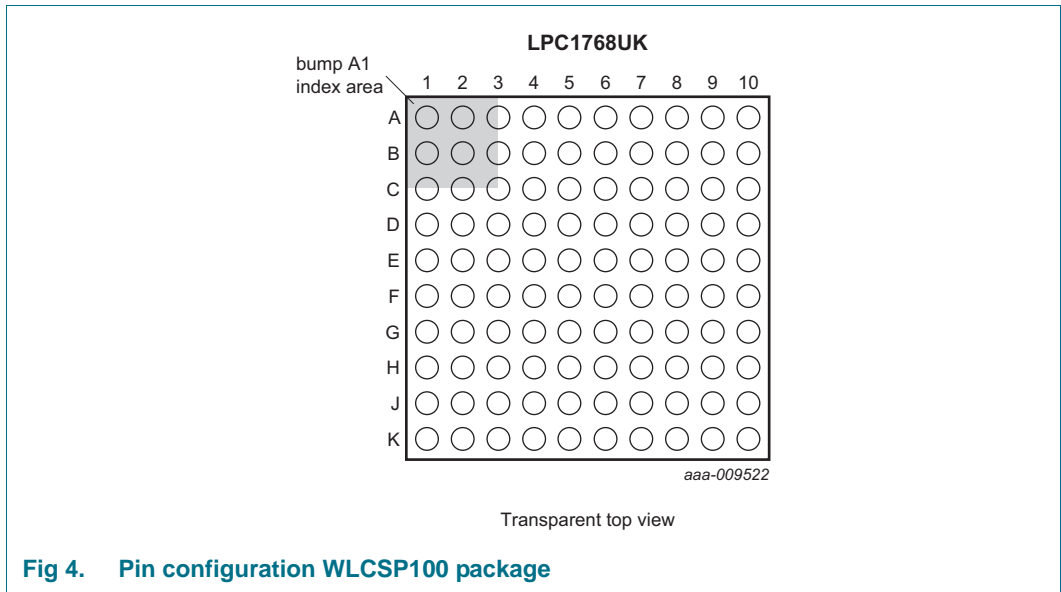 LPC1768UK
bump A1
index area
1 2 3 4 5 6 7 8 9 10
A
B
C
D
E
F
G
H
J
K
aaa-009522
Transparent top view
Fig 4. Pin configuration WLCSP100 package